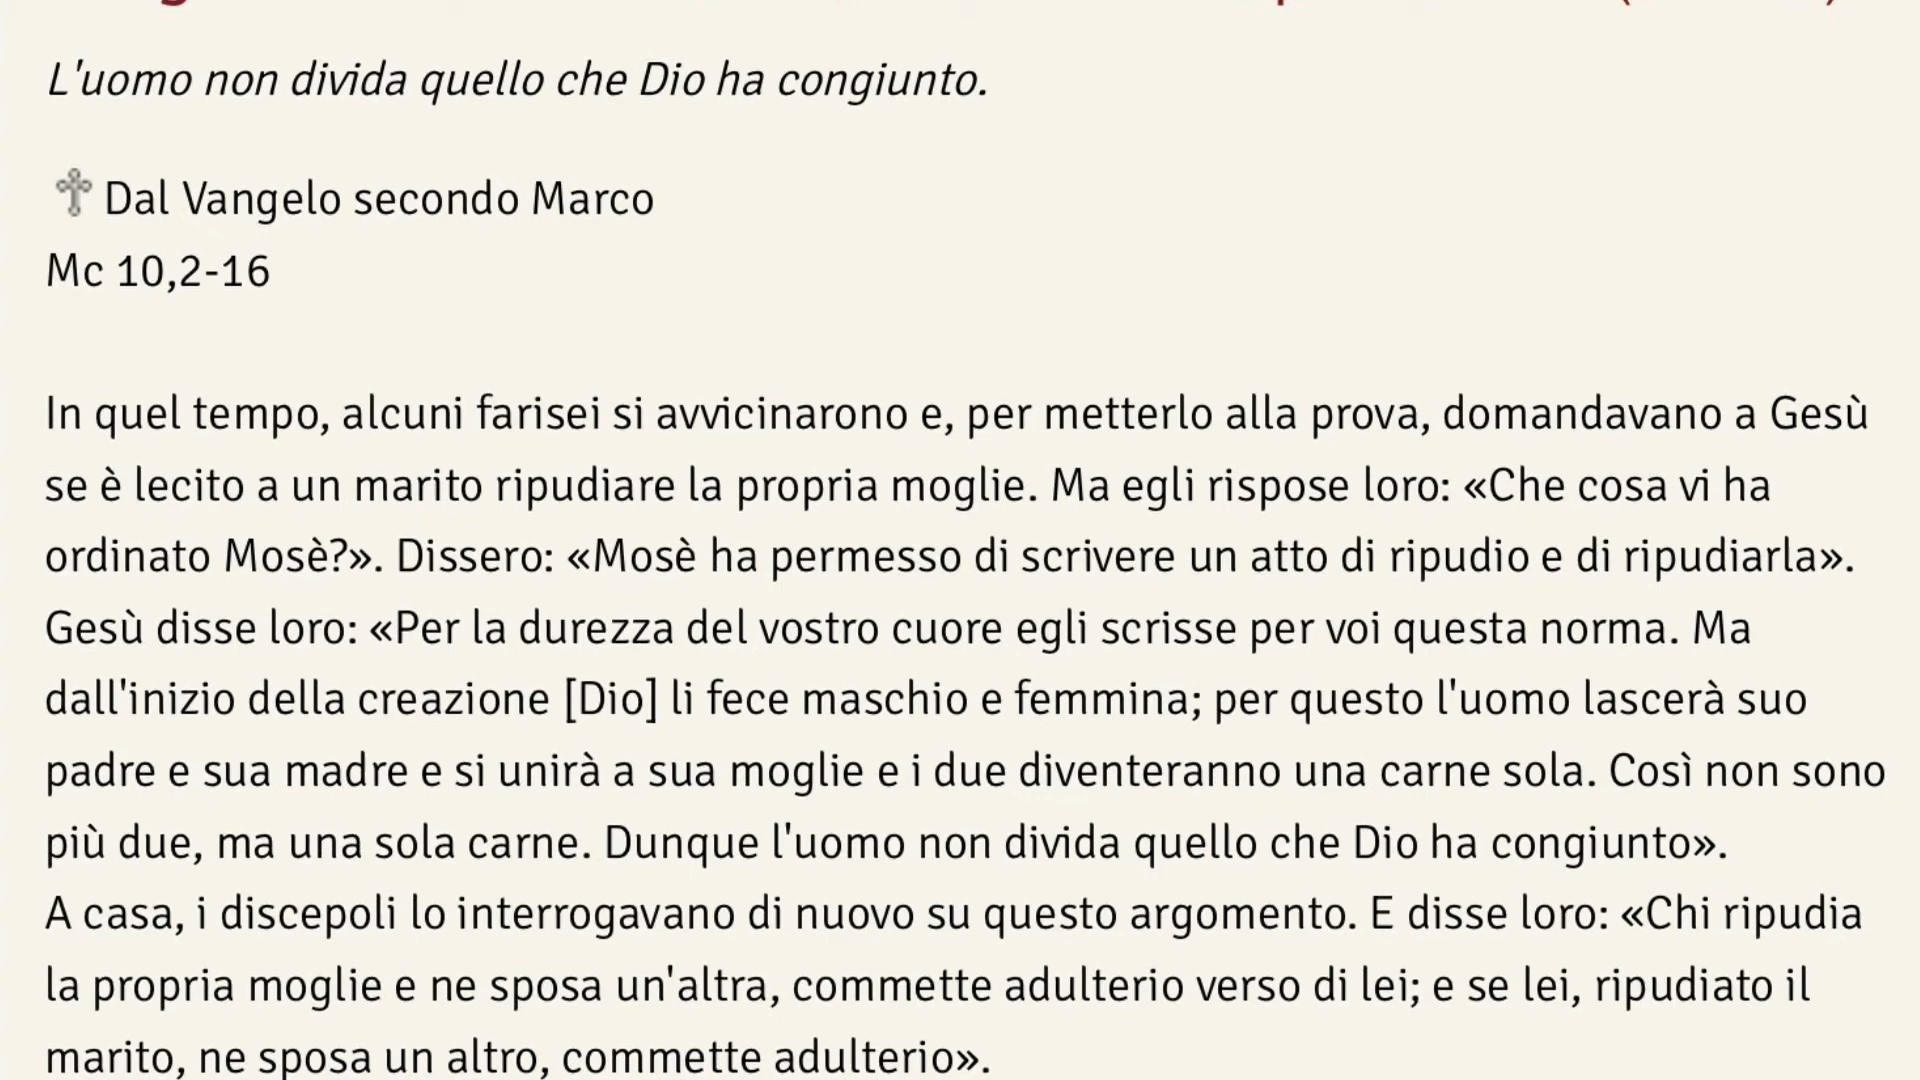 L'uomo non divida quello che Dio ha congiunto.
Dal Vangelo secondo Marco
Mc 10,2-16
In quel tempo, alcuni farisei si avvicinarono e, per metterlo alla prova, domandavano a Gesù
se è lecito a un marito ripudiare la propria moglie. Ma egli rispose loro: «Che cosa vi ha
ordinato Mosè?». Dissero: «Mosè ha permesso di scrivere un atto di ripudio e di ripudiarla».
Gesù disse loro: «Per la durezza del vostro cuore egli scrisse per voi questa norma. Ma
dall'inizio della creazione [Dio] li fece maschio e femmina; per questo l'uomo lascerà suo
padre e sua madre e si unirà a sua moglie e i due diventeranno una carne sola. Così non sono
più due, ma una sola carne. Dunque l'uomo non divida quello che Dio ha congiunto».
A casa, i discepoli lo interrogavano di nuovo su questo argomento. E disse loro: «Chi ripudia
la propria moglie e ne sposa un'altra, commette adulterio verso di lei; e se lei, ripudiato il
marito, ne sposa un altro, commette adulterio».